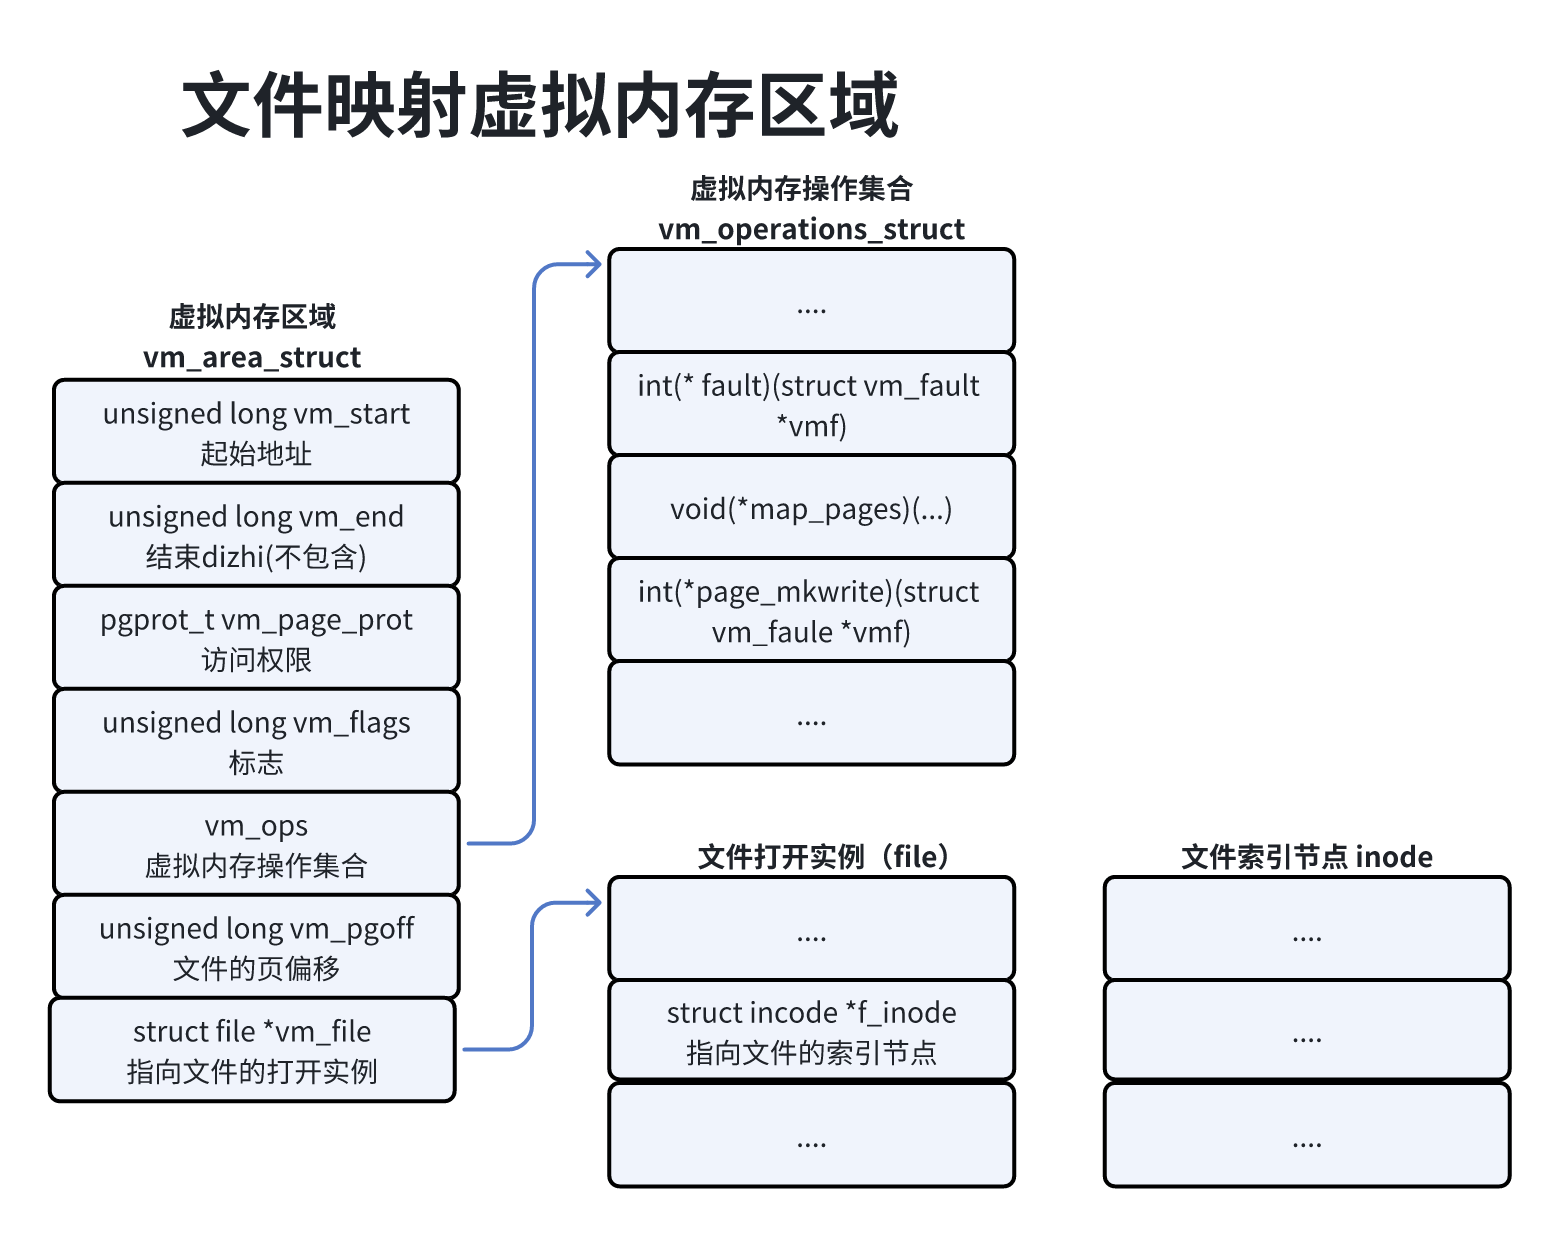 文件映射虚拟内存区域
虚拟内存区域
vm_area_struct
unsigned long vm_start
起始地址
unsigned long vm_end
结束dizhi(不包含)
pgprot_t vm_page_prot
访问权限
unsigned long vm_flags
标志
vm_ops
虚拟内存操作集合
unsigned long vm_pgoff
文件的页偏移
struct file *vm_file
指向文件的打开实例
虚拟内存操作集合
vm_operations_struct
....
int(* fault)(struct vm_fault
*vmf)
void(*map_pages)(...)
int(*page_mkwrite)(struct
vm_faule *vmf)
....
文件打开实例（file）
....
struct incode *f_inode
指向文件的索引节点
....
文件索引节点 inode
....
....
....